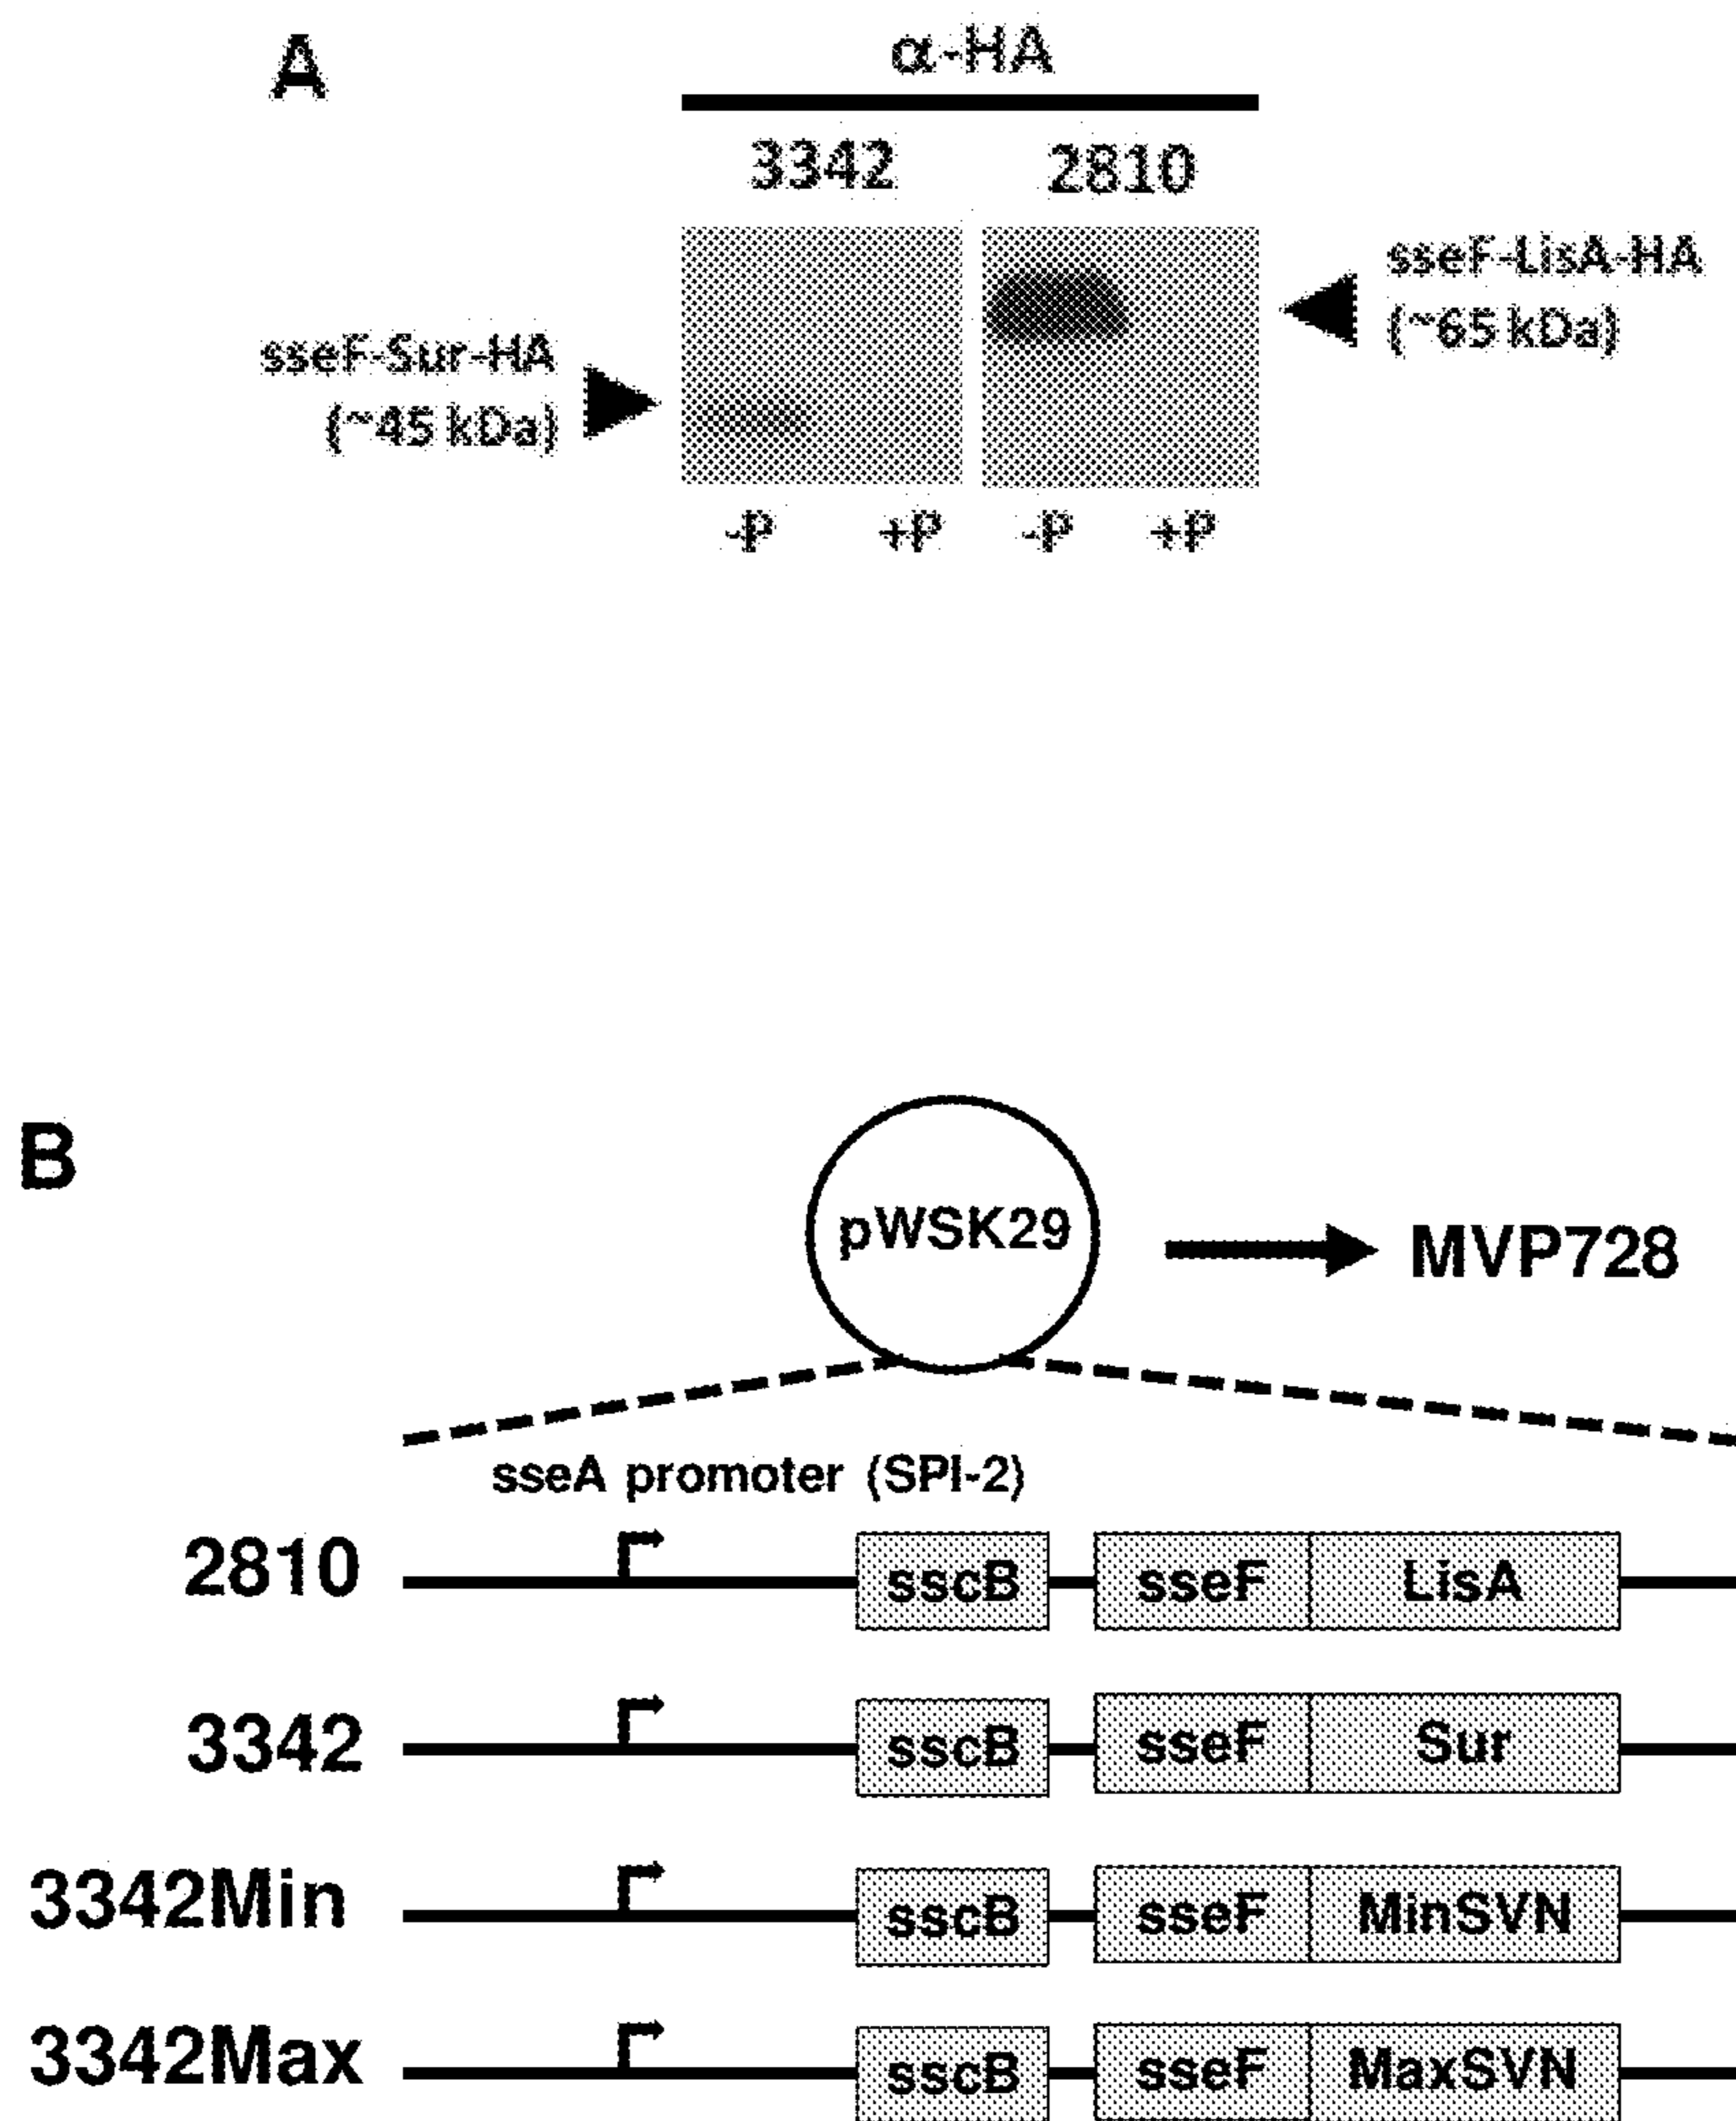 A
α-HA
3342 2810
sseF-LisA-HA
(~65 kDa)
sseF-Sur-HA
(~45 kDa)
-P +P -P +P
B
pWSK29
MVP728
sseA promoter (SPI-2)
2810 sscB sseF LisA
3342 sscB sseF Sur
3342Min sscB sseF MinSVN
3342Max sscB sseF MaxSVN